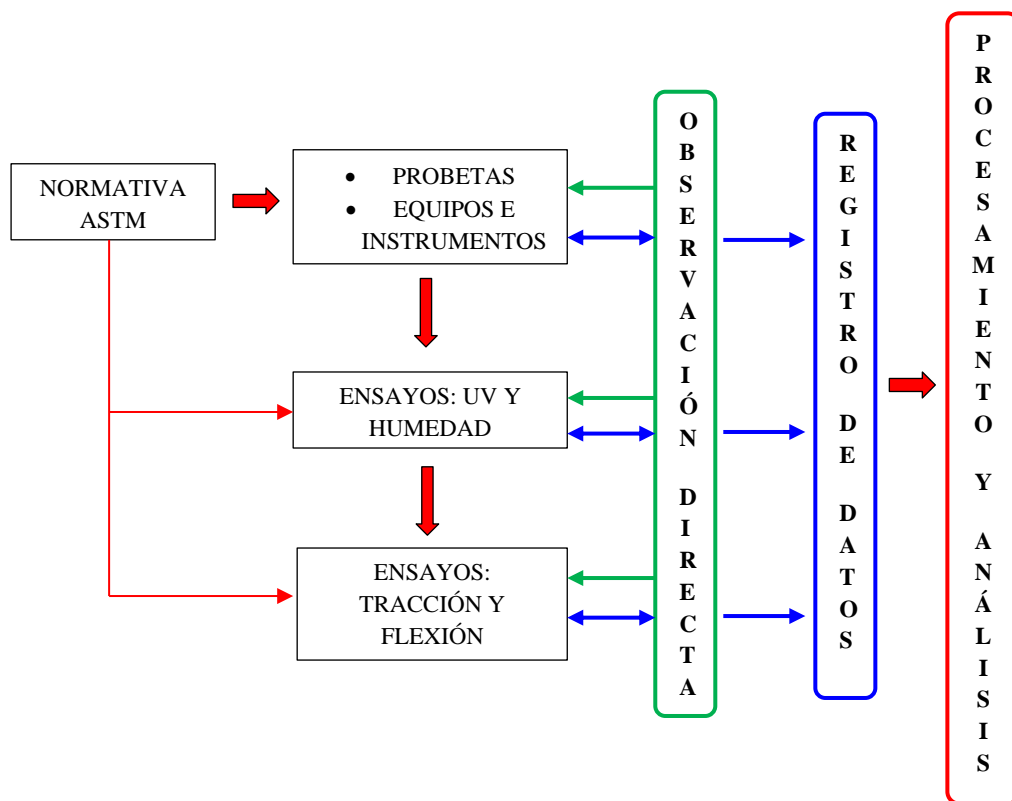 NORMATIVA
ASTM
• PROBETAS
• EQUIPOS E
INSTRUMENTOS
ENSAYOS: UV Y
HUMEDAD
ENSAYOS:
TRACCIÓN Y
FLEXIÓN
OBSERVACIÓN DIRECTA
REGISTRO DE DATOS
PROCESAMIENTO Y ANÁLISIS